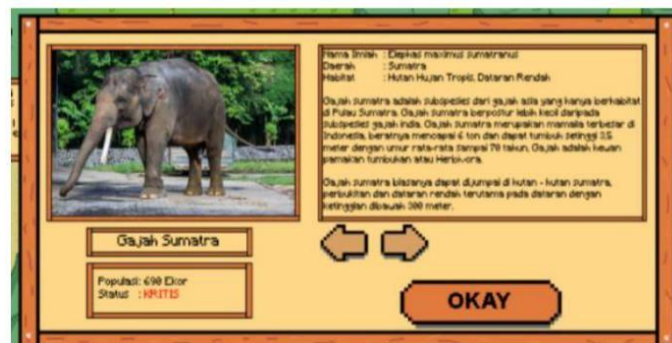 Nama Ilmiah : Elephas maximus sumatranus
Daerah : Sumatra
Habitat : Hutan Hujan Tropis, Dataran Rendah
Gajah sumatra adalah subspesies dari gajah asia yang hanya berhabitat
di Pulau Sumatra. Gajah sumatra berpostur lebih kecil daripada
subspesies gajah india. Gajah sumatra merupakan mamalia terbesar di
Indonesia, beratnya mencapai 6 ton dan dapat tumbuh setinggi 3.5
meter dengan umur rata-rata sampai 70 tahun. Gajah adalah hewan
pemakan tumbuhan atau Herbivora.
Gajah sumatra biasanya dapat dijumpai di hutan - hutan sumatra,
perbukitan dan dataran rendah terutama pada dataran dengan
ketinggian dibawah 300 meter.
Gajah Sumatra
Populasi: 690 Ekor
Status : KRITIS
OKAY